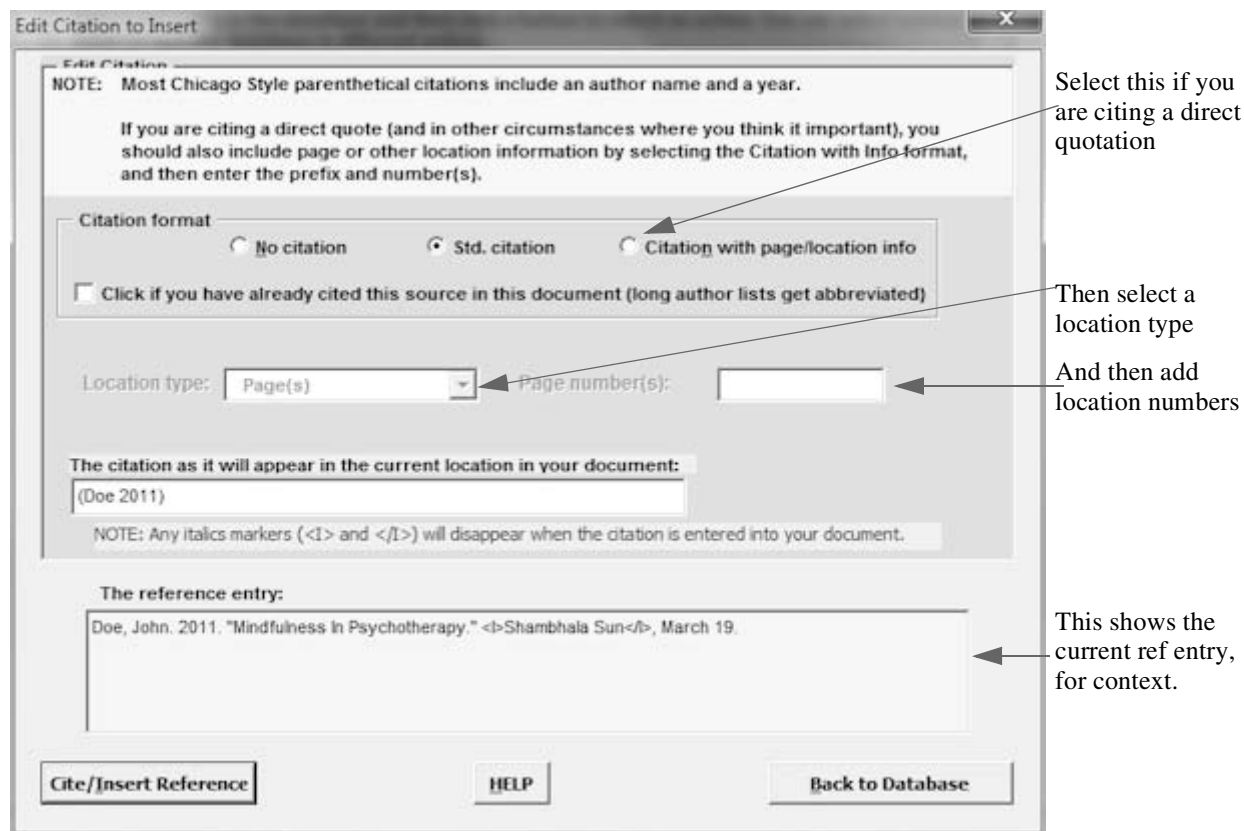 Edit Citation to Insert
Edit Citation
NOTE: Most Chicago Style parenthetical citations include an author name and a year.
If you are citing a direct quote (and in other circumstances where you think it important), you
should also include page or other location information by selecting the Citation with Info format,
and then enter the prefix and number(s).
Select this if you
are citing a direct
quotation
Citation format
No citation
Std. citation
Citation with page/location info
Click if you have already cited this source in this document (long author lists get abbreviated)
Then select a
location type
Location type:
Page(s)
Page number(s):
And then add
location numbers
The citation as it will appear in the current location in your document:
(Doe 2011)
NOTE: Any italics markers (<I> and </I>) will disappear when the citation is entered into your document.
The reference entry:
Doe, John. 2011. "Mindfulness In Psychotherapy." <I>Shambhala Sun</I>, March 19.
This shows the
current ref entry,
for context.
Cite/Insert Reference
HELP
Back to Database